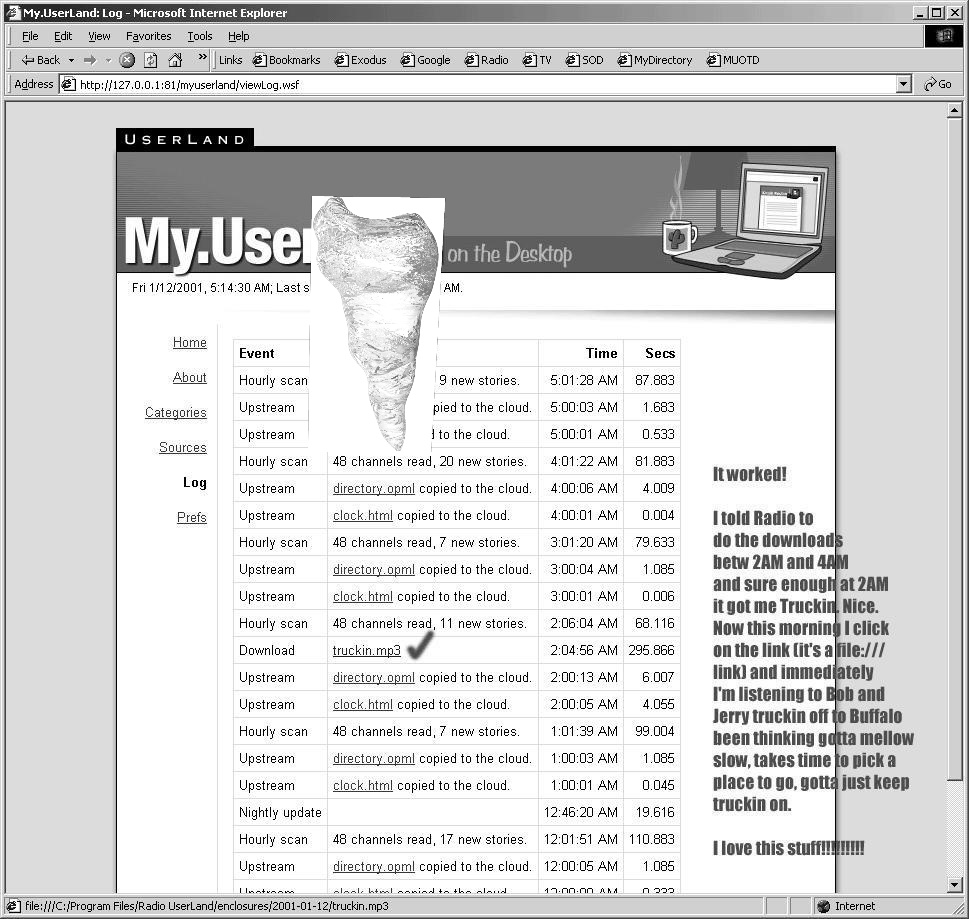 My.UserLand: Log - Microsoft Internet Explorer
File Edit View Favorites Tools Help
Back » Links Bookmarks Exodus Google Radio TV SOD MyDirectory MUOTD
Address http://127.0.0.1:81/myuserland/viewLog.wsf Go
USERLAND
My.User
on the Desktop
Fri 1/12/2001, 5:14:30 AM; Last s AM.
Home
About
Categories
Sources
Log
Prefs
Event Time Secs
Hourly scan 9 new stories. 5:01:28 AM 87.883
Upstream pied to the cloud. 5:00:03 AM 1.683
Upstream to the cloud. 5:00:01 AM 0.533
Hourly scan 48 channels read, 20 new stories. 4:01:22 AM 81.883
Upstream directory.opml copied to the cloud. 4:00:06 AM 4.009
Upstream clock.html copied to the cloud. 4:00:01 AM 0.004
Hourly scan 48 channels read, 7 new stories. 3:01:20 AM 79.633
Upstream directory.opml copied to the cloud. 3:00:04 AM 1.085
Upstream clock.html copied to the cloud. 3:00:01 AM 0.006
Hourly scan 48 channels read, 11 new stories. 2:06:04 AM 68.116
Download truckin.mp3 2:04:56 AM 295.866
Upstream directory.opml copied to the cloud. 2:00:13 AM 6.007
Upstream clock.html copied to the cloud. 2:00:05 AM 4.055
Hourly scan 48 channels read, 7 new stories. 1:01:39 AM 99.004
Upstream directory.opml copied to the cloud. 1:00:03 AM 1.085
Upstream clock.html copied to the cloud. 1:00:01 AM 0.045
Nightly update 12:46:20 AM 19.616
Hourly scan 48 channels read, 17 new stories. 12:01:51 AM 110.883
Upstream directory.opml copied to the cloud. 12:00:05 AM 1.085
Upstream clock.html copied to the cloud. 12:00:00 AM 0.333
It worked!
I told Radio to
do the downloads
betw 2AM and 4AM
and sure enough at 2AM
it got me Truckin. Nice.
Now this morning I click
on the link (it's a file:///
link) and immediately
I'm listening to Bob and
Jerry truckin off to Buffalo
been thinking gotta mellow
slow, takes time to pick a
place to go, gotta just keep
truckin on.
I love this stuff!!!!!!!!!
file:///C:/Program Files/Radio UserLand/enclosures/2001-01-12/truckin.mp3 Internet